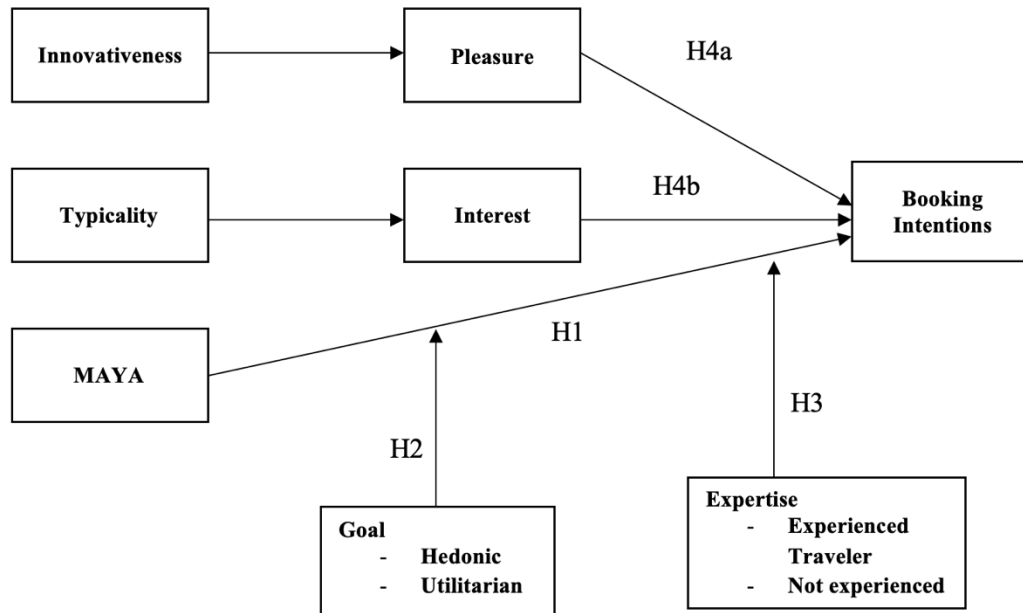 Innovativeness
Pleasure
H4a
Typicality
Interest
H4b
Booking
Intentions
MAYA
H1
H2
H3
Goal
- Hedonic
- Utilitarian
Expertise
- Experienced
Traveler
- Not experienced